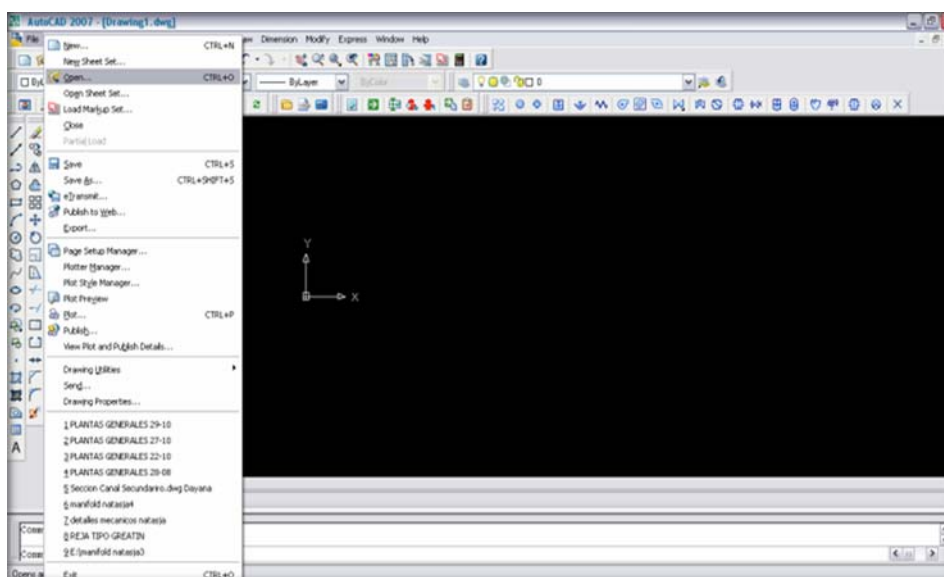 AutoCAD 2007 - [Drawing1.dwg]
File
Dimension Modify Express Window Help
New... CTRL+N
New Sheet Set...
Open... CTRL+O
Open Sheet Set...
Load Markup Set...
Close
Partial Load
Save CTRL+S
Save As... CTRL+SHIFT+S
eTransmit...
Publish to Web...
Export...
Page Setup Manager...
Plotter Manager...
Plot Style Manager...
Plot Preview
Plot... CTRL+P
Publish...
View Plot and Publish Details...
Drawing Utilities
Send...
Drawing Properties...
1 PLANTAS GENERALES 29-10
2 PLANTAS GENERALES 27-10
3 PLANTAS GENERALES 22-10
4 PLANTAS GENERALES 28-08
5 Seccion Canal Secundariro.dwg Dayana
6 manifold natasja4
7 detalles mecanicos natasja
8 REJA TIPO GREATIN
9 E:\manifold natasja3
Exit CTRL+Q
ByLayer
ByColor
0
Y
X
A